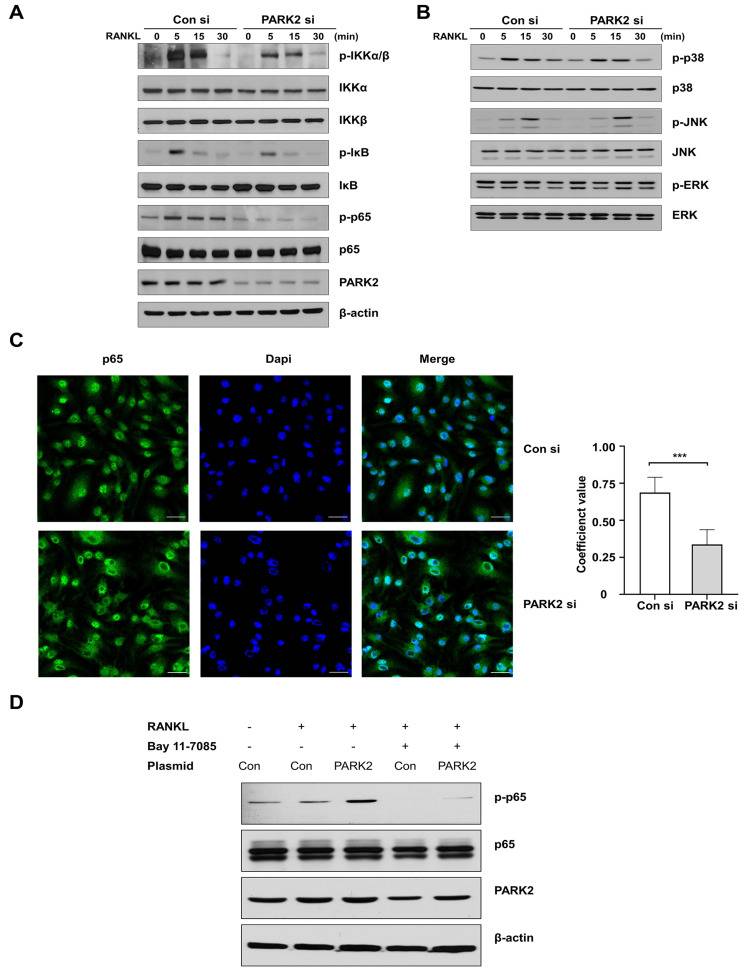 A
Con si PARK2 si
RANKL 0 5 15 30 0 5 15 30 (min)
p-IKKα/β
IKKα
IKKβ
p-IκB
IκB
p-p65
p65
PARK2
β-actin
B
Con si PARK2 si
RANKL 0 5 15 30 0 5 15 30 (min)
p-p38
p38
p-JNK
JNK
p-ERK
ERK
C
p65 Dapi Merge
Con si
PARK2 si
1.00
0.75
0.50
0.25
0
Coefficienct value
***
Con si PARK2 si
D
RANKL - + + + +
Bay 11-7085 - - - + +
Plasmid Con Con PARK2 Con PARK2
p-p65
p65
PARK2
β-actin